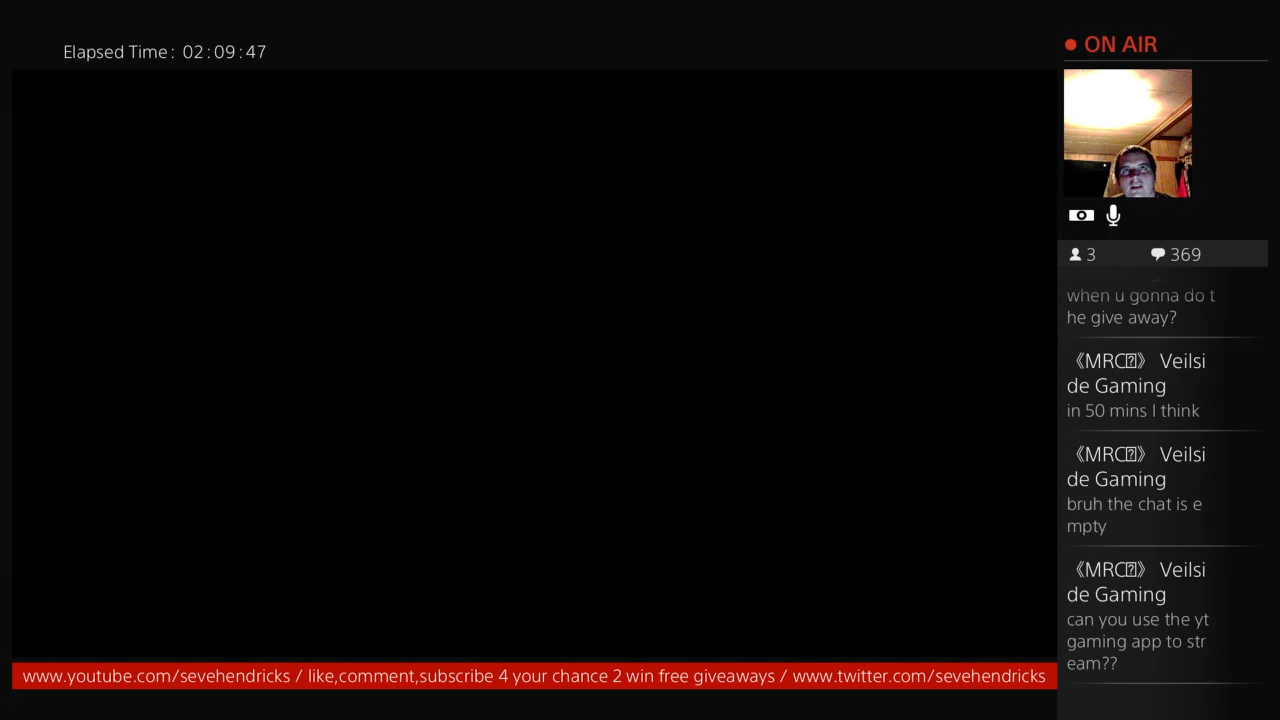 Elapsed Time: 02:09:47
ON AIR
3 369
when u gonna do t
he give away?
《MRC⍰》 Veilsi
de Gaming
in 50 mins I think
《MRC⍰》 Veilsi
de Gaming
bruh the chat is e
mpty
《MRC⍰》 Veilsi
de Gaming
can you use the yt
gaming app to str
eam??
www.youtube.com/sevehendricks / like,comment,subscribe 4 your chance 2 win free giveaways / www.twitter.com/sevehendricks